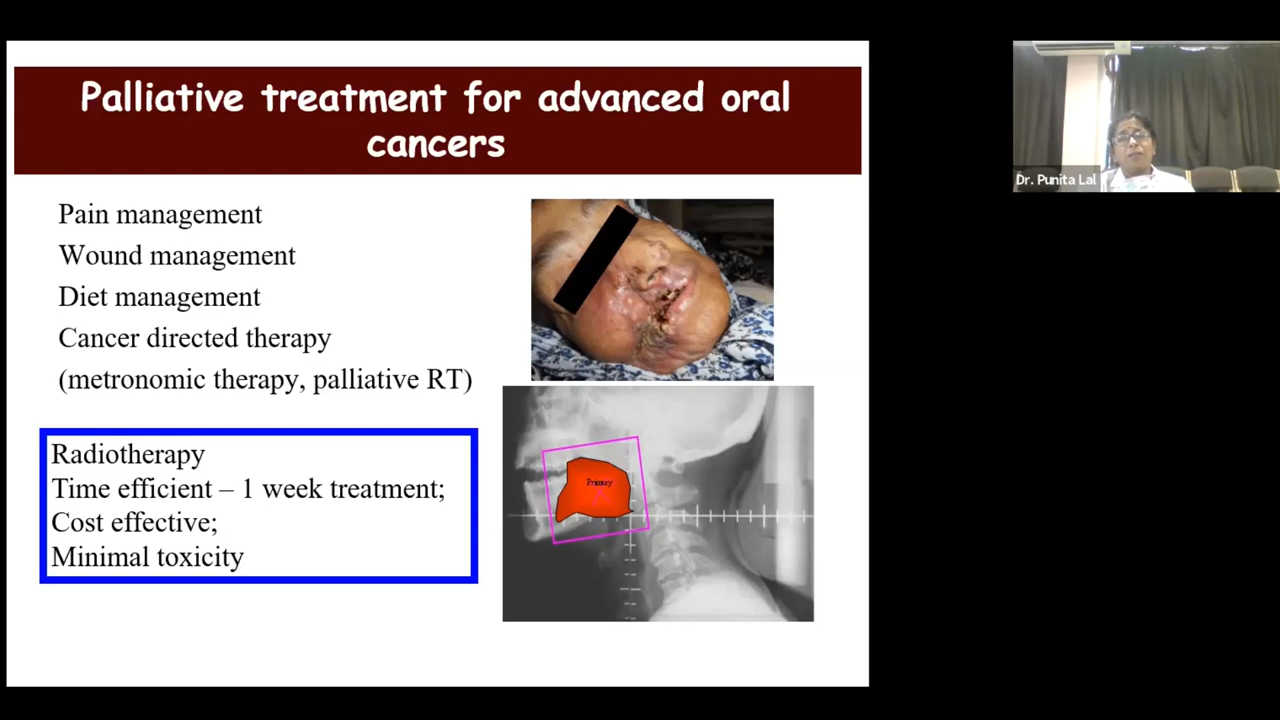 Palliative treatment for advanced oral
cancers
Pain management
Wound management
Diet management
Cancer directed therapy
(metronomic therapy, palliative RT)
Radiotherapy
Time efficient – 1 week treatment;
Cost effective;
Minimal toxicity
Primary
Dr. Punita Lal